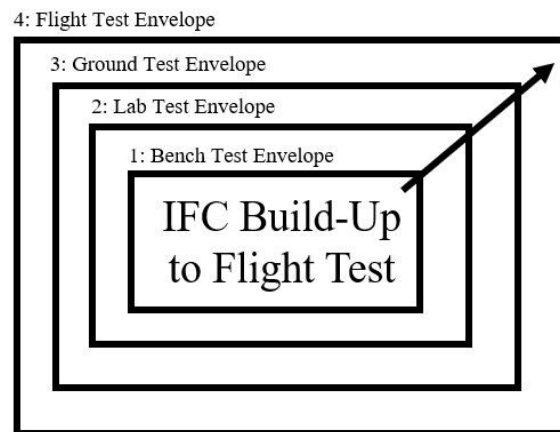 4: Flight Test Envelope
3: Ground Test Envelope
2: Lab Test Envelope
1: Bench Test Envelope
IFC Build-Up
to Flight Test